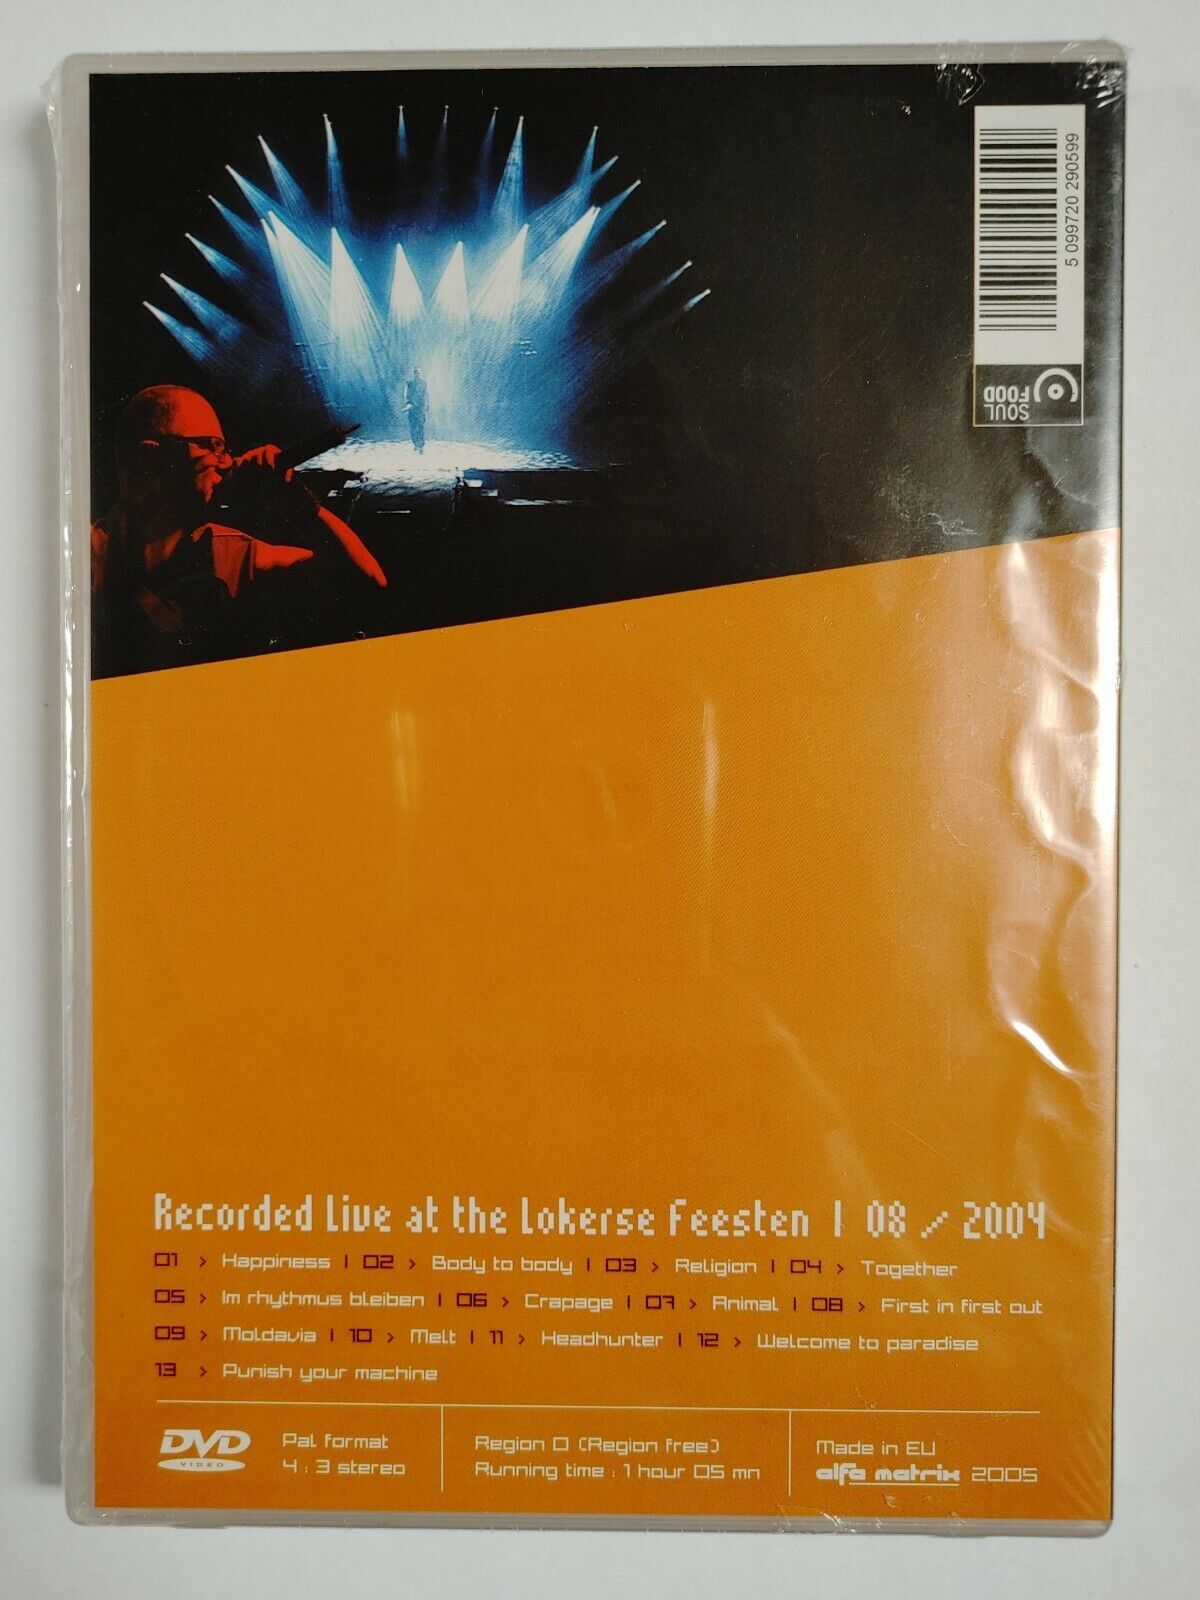 5 099720 290599
SOUL
FOOD
Recorded Live at the Lokerse Feesten | 08 / 2004
01 > Happiness | 02 > Body to body | 03 > Religion | 04 > Together
05 > Im rhythmus bleiben | 06 > Crapage | 07 > Animal | 08 > First in first out
09 > Moldavia | 10 > Melt | 11 > Headhunter | 12 > Welcome to paradise
13 > Punish your machine
DVD
VIDEO
Pal format
4 : 3 stereo
Region 0 (Region free)
Running time : 1 hour 05 mn
Made in EU
alfa matrix 2005